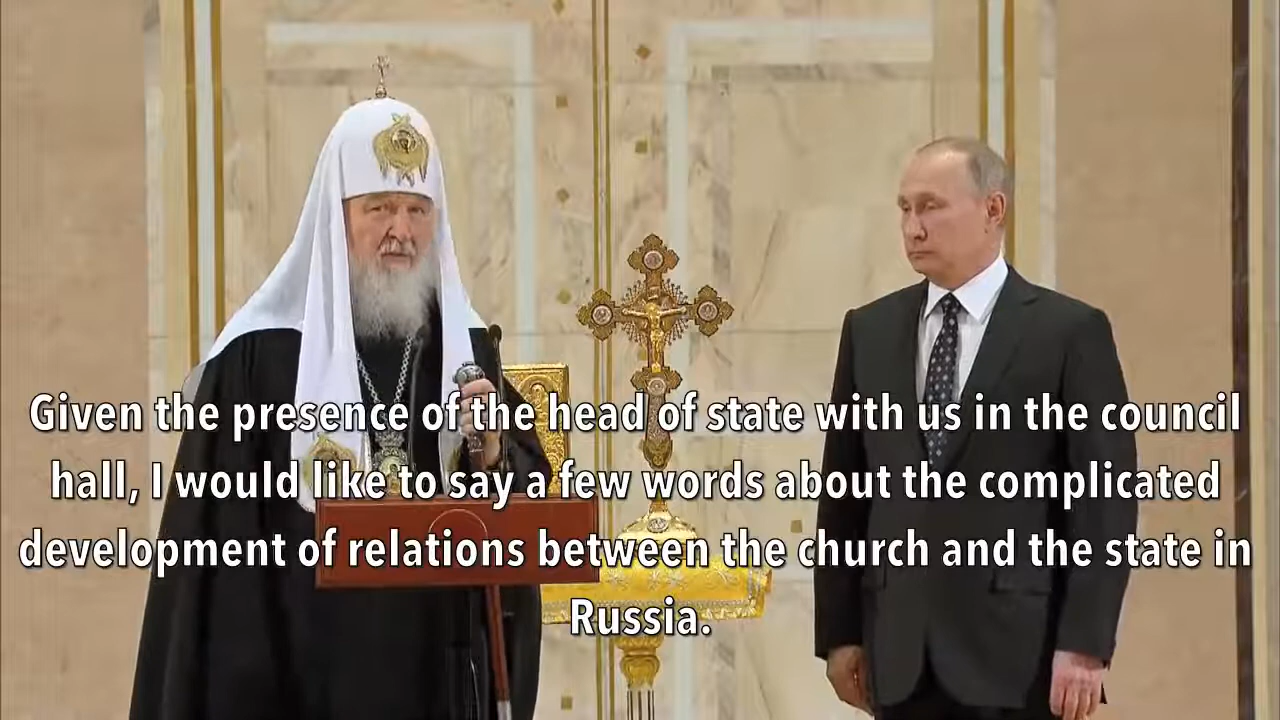 Given the presence of the head of state with us in the council
hall, I would like to say a few words about the complicated
development of relations between the church and the state in
Russia.